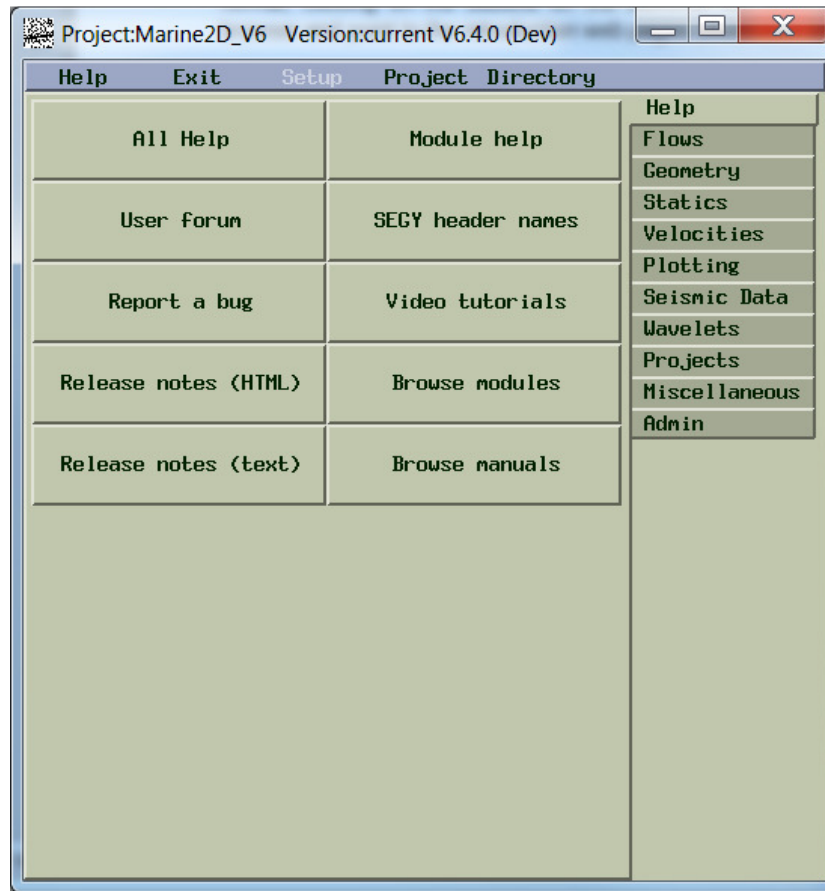 Project:Marine2D_V6 Version:current V6.4.0 (Dev)
Help Exit Setup Project Directory
All Help Module help
User forum SEGY header names
Report a bug Video tutorials
Release notes (HTML) Browse modules
Release notes (text) Browse manuals
Help
Flows
Geometry
Statics
Velocities
Plotting
Seismic Data
Wavelets
Projects
Miscellaneous
Admin